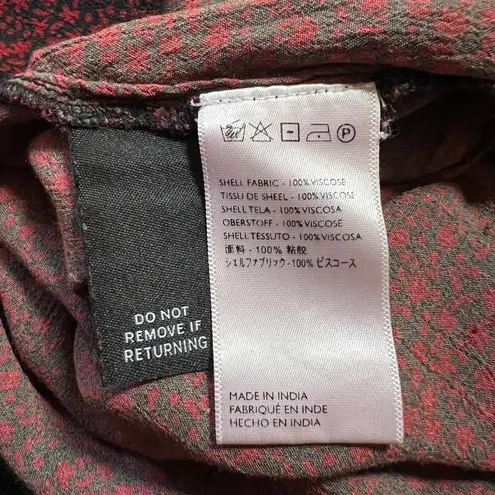 DO NOT
REMOVE IF
RETURNING
P
SHELL FABRIC - 100% VISCOSE
TISSU DE SHEEL - 100% VISCOSE
SHELL TELA - 100% VISCOSA
OBERSTOFF - 100% VISCOSE
SHELL TESSUTO - 100% VISCOSA
面料 - 100% 粘胶
シェルファブリック-100% ビスコース
MADE IN INDIA
FABRIQUÉ EN INDE
HECHO EN INDIA